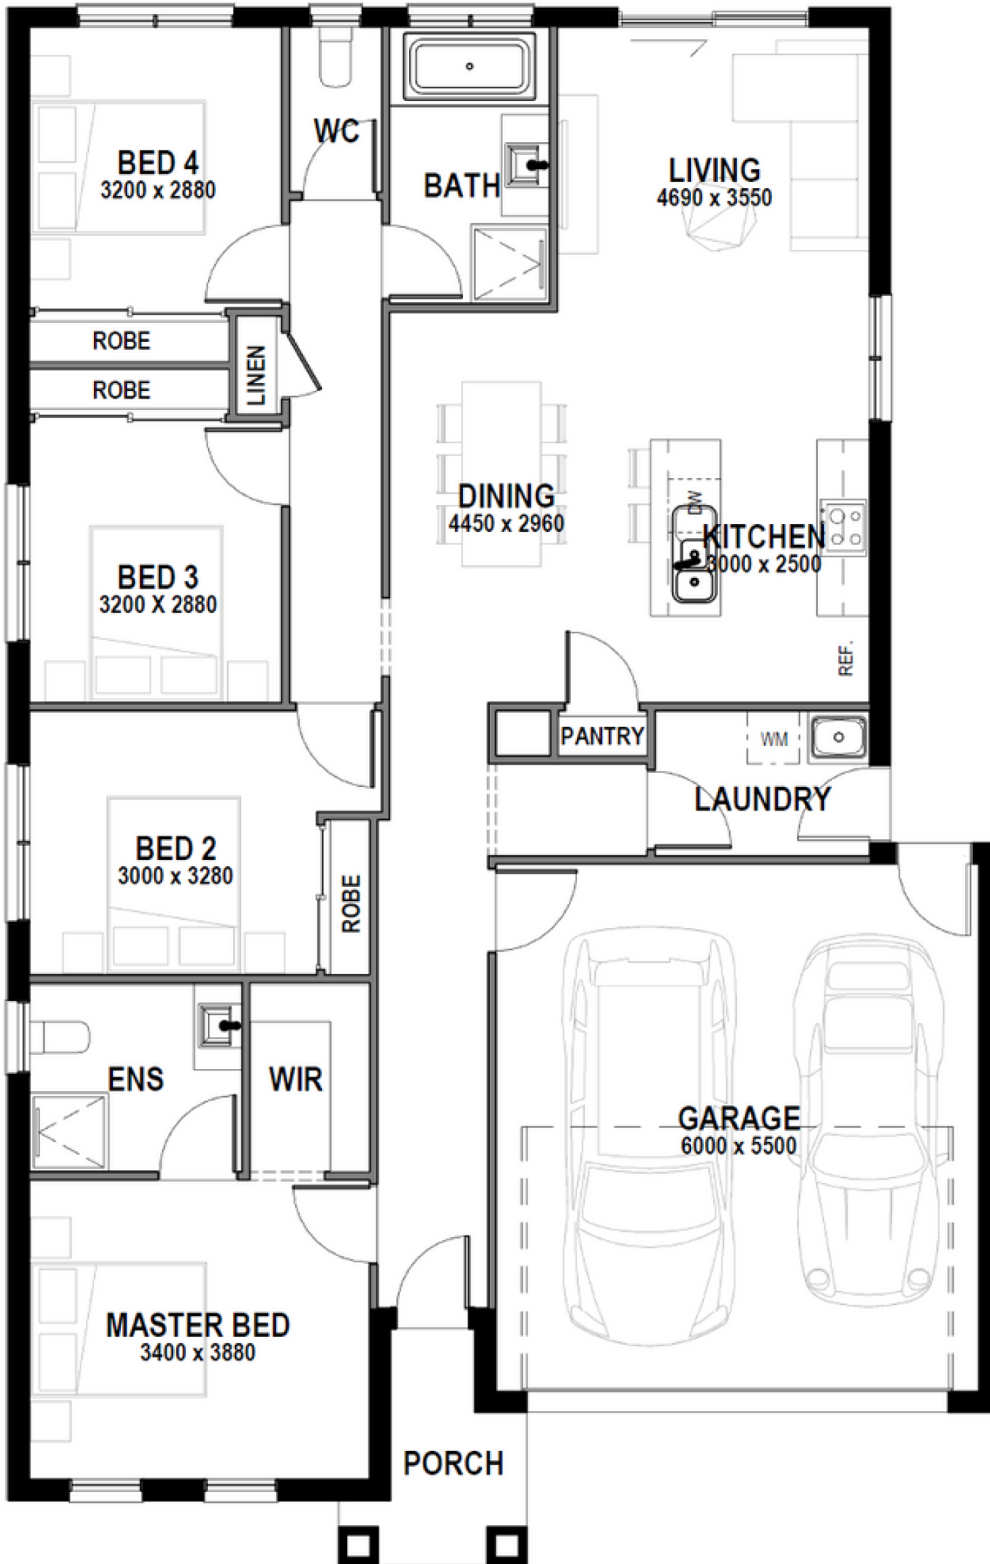 WC
BED 4
3200 x 2880
BATH
LIVING
4690 x 3550
ROBE
LINEN
ROBE
DINING
4450 x 2960
DW
KITCHEN
3000 x 2500
BED 3
3200 X 2880
REF.
PANTRY
WM
LAUNDRY
BED 2
3000 x 3280
ROBE
ENS
WIR
GARAGE
6000 x 5500
MASTER BED
3400 x 3880
PORCH